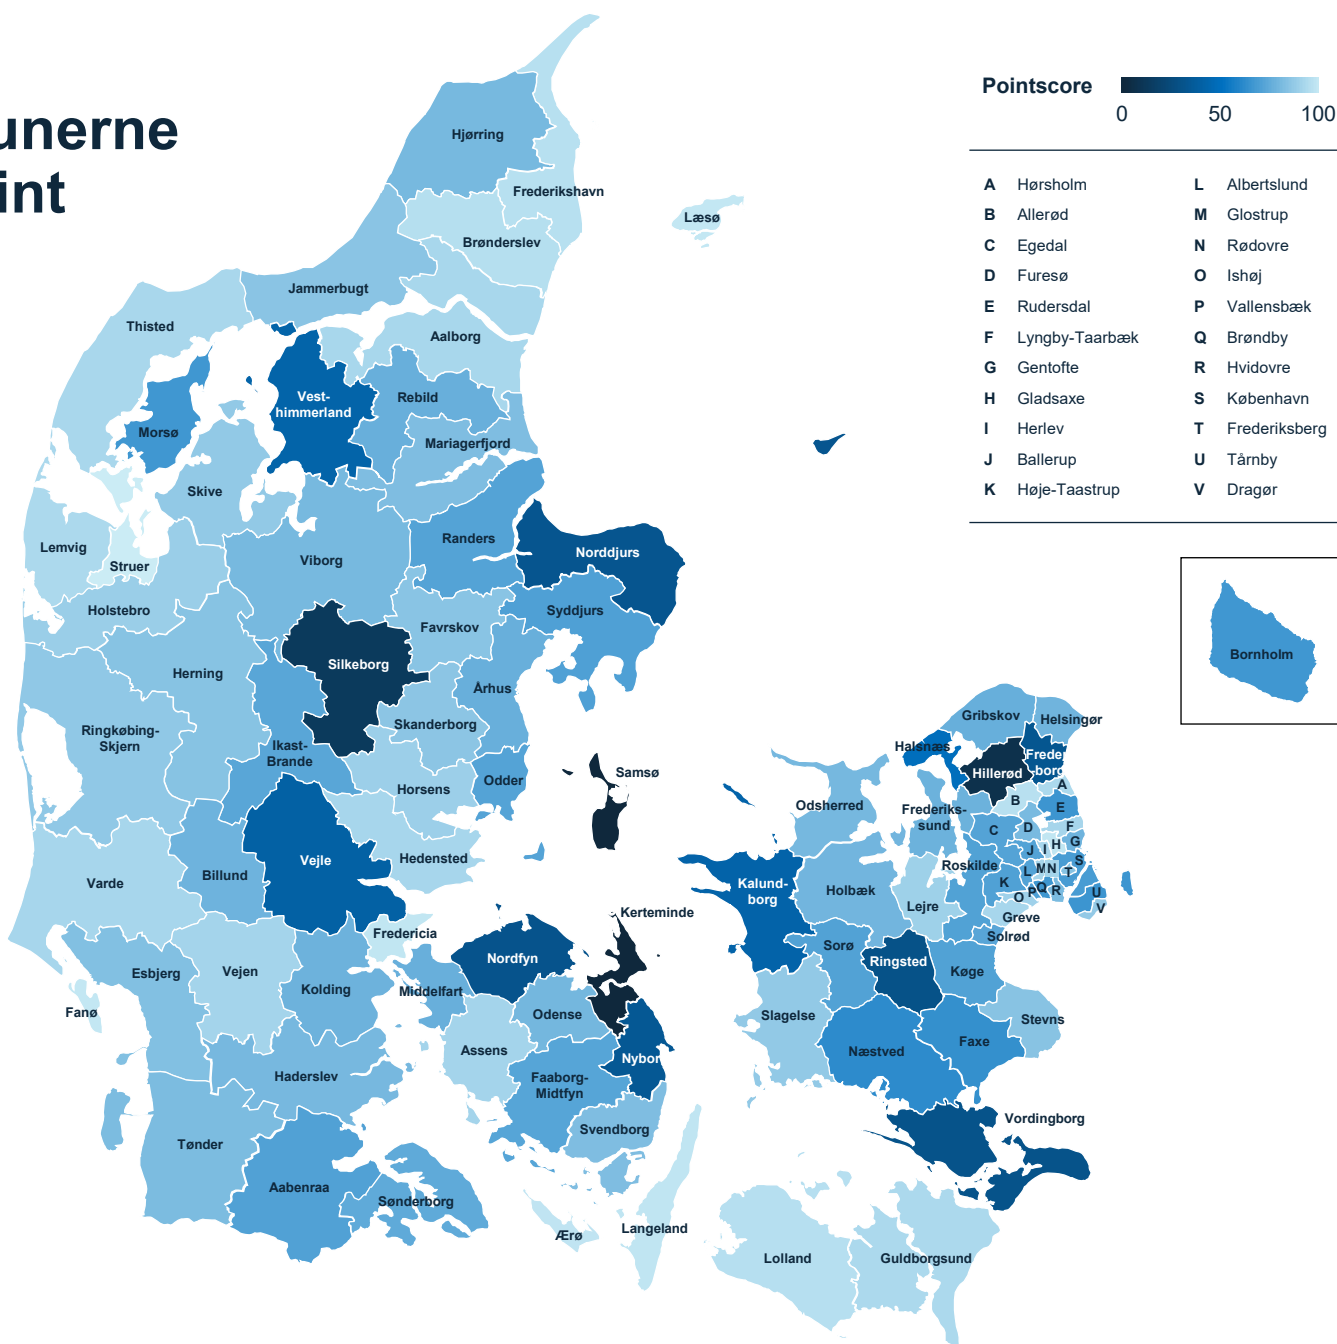 unerne
int
Pointscore
0 50 100
A Hørsholm
B Allerød
C Egedal
D Furesø
E Rudersdal
F Lyngby-Taarbæk
G Gentofte
H Gladsaxe
I Herlev
J Ballerup
K Høje-Taastrup
L Albertslund
M Glostrup
N Rødovre
O Ishøj
P Vallensbæk
Q Brøndby
R Hvidovre
S København
T Frederiksberg
U Tårnby
V Dragør
Hjørring
Frederikshavn
Læsø
Brønderslev
Jammerbugt
Thisted
Aalborg
Vest-
himmerland
Rebild
Morsø
Mariagerfjord
Skive
Randers
Lemvig
Norddjurs
Viborg
Struer
Holstebro
Syddjurs
Favrskov
Bornholm
Silkeborg
Herning
Århus
Skanderborg
Ringkøbing-
Skjern
Ikast-
Brande
Samsø
Odder
Horsens
Hedensted
Vejle
Billund
Varde
Gribskov
Helsingør
Halsnæs
Frede
borg
Hillerød
A
B
E
Odsherred
Frederiks-
sund
C
D
F
G
H
I
J
S
Roskilde
L
M
N
T
K
Q
R
P
U
O
V
Kalund-
borg
Holbæk
Lejre
Greve
Solrød
Kerteminde
Fredericia
Sorø
Ringsted
Køge
Nordfyn
Esbjerg
Vejen
Kolding
Middelfart
Fanø
Odense
Slagelse
Stevns
Assens
Nybor
Næstved
Faxe
Haderslev
Faaborg-
Midtfyn
Vordingborg
Svendborg
Tønder
Aabenraa
Sønderborg
Ærø
Langeland
Lolland
Guldborgsund